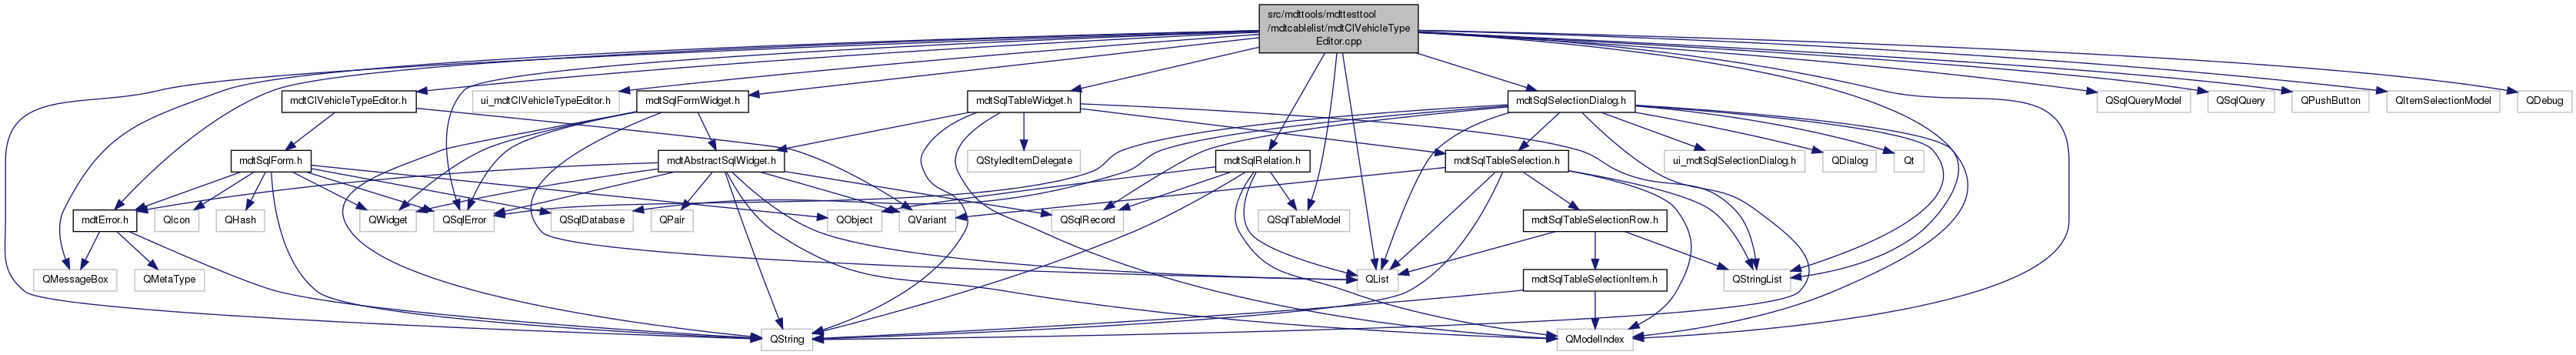 src/mdttools/mdttesttool
/mdtcablelist/mdtClVehicleType
Editor.cpp
mdtClVehicleTypeEditor.h
ui_mdtClVehicleTypeEditor.h
mdtSqlFormWidget.h
mdtSqlTableWidget.h
mdtSqlSelectionDialog.h
QSqlQueryModel
QSqlQuery
QPushButton
QItemSelectionModel
QDebug
mdtSqlForm.h
mdtAbstractSqlWidget.h
QStyledItemDelegate
mdtSqlRelation.h
mdtSqlTableSelection.h
ui_mdtSqlSelectionDialog.h
QDialog
Qt
mdtError.h
QIcon
QHash
QWidget
QSqlError
QSqlDatabase
QPair
QObject
QVariant
QSqlRecord
QSqlTableModel
mdtSqlTableSelectionRow.h
QMessageBox
QMetaType
QList
mdtSqlTableSelectionItem.h
QStringList
QString
QModelIndex